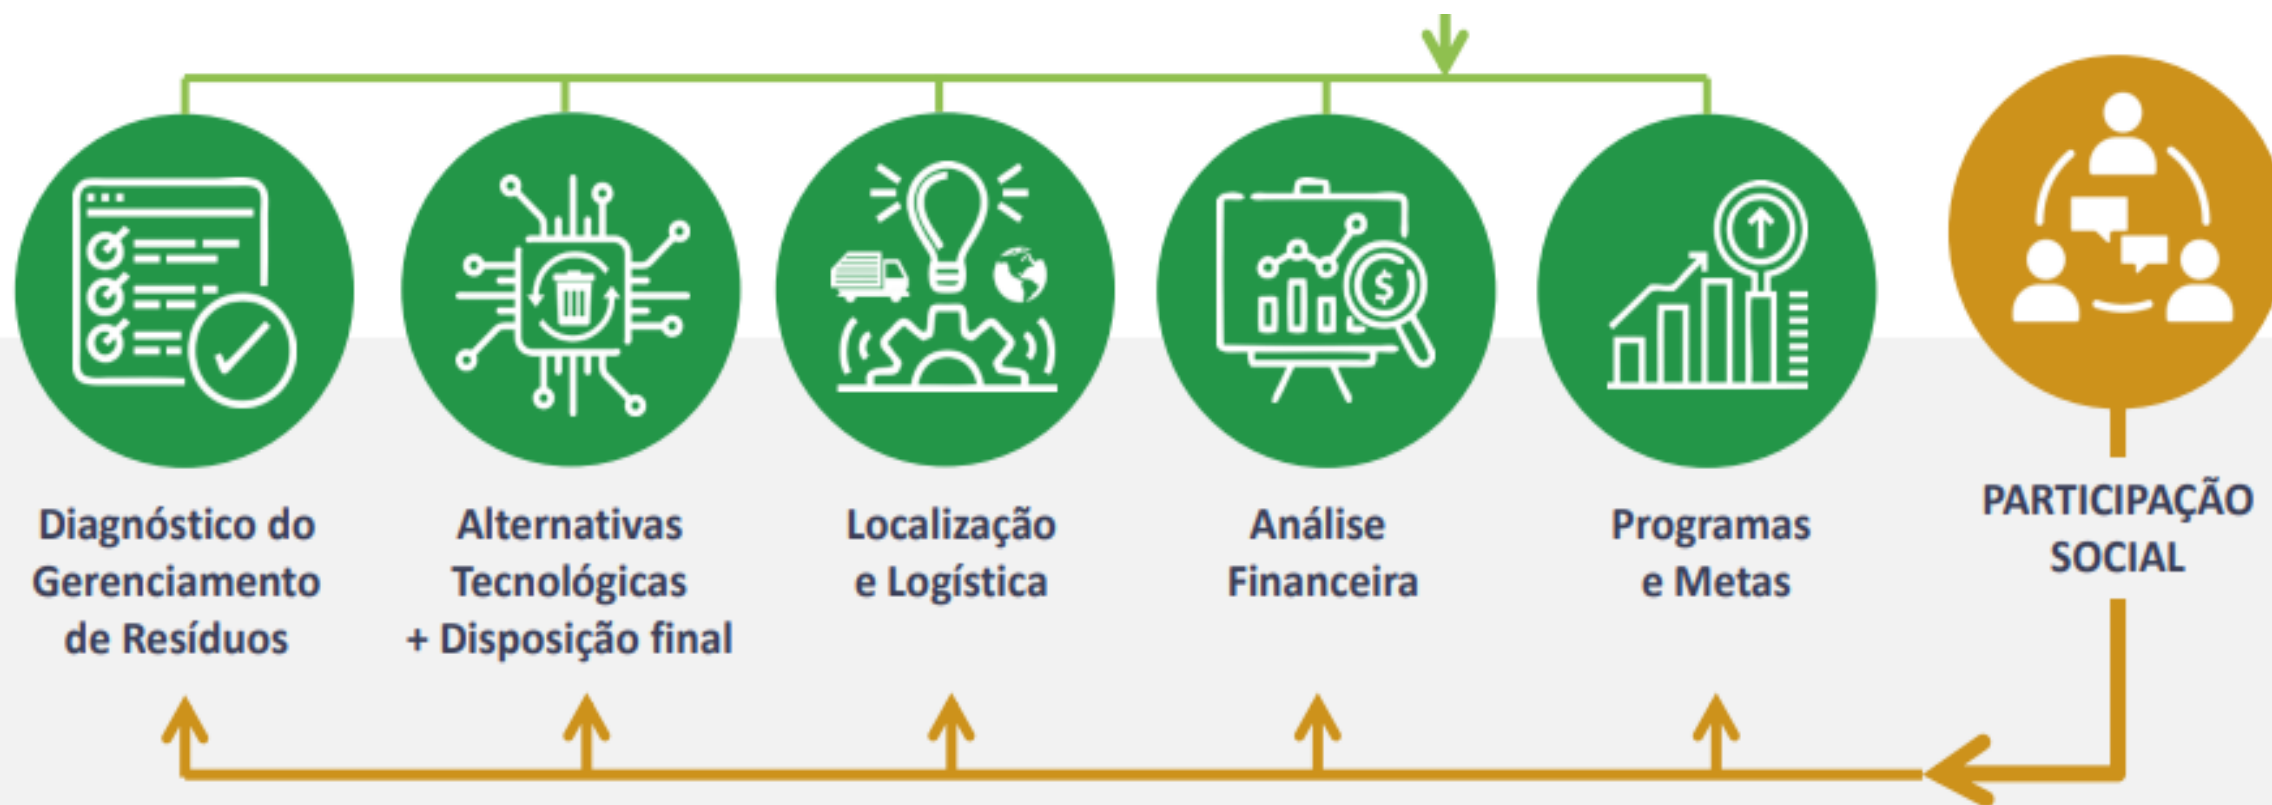 Diagnóstico do
Gerenciamento
de Resíduos
Alternativas
Tecnológicas
+ Disposição final
Localização
e Logística
$
Análise
Financeira
Programas
e Metas
PARTICIPAÇÃO
SOCIAL